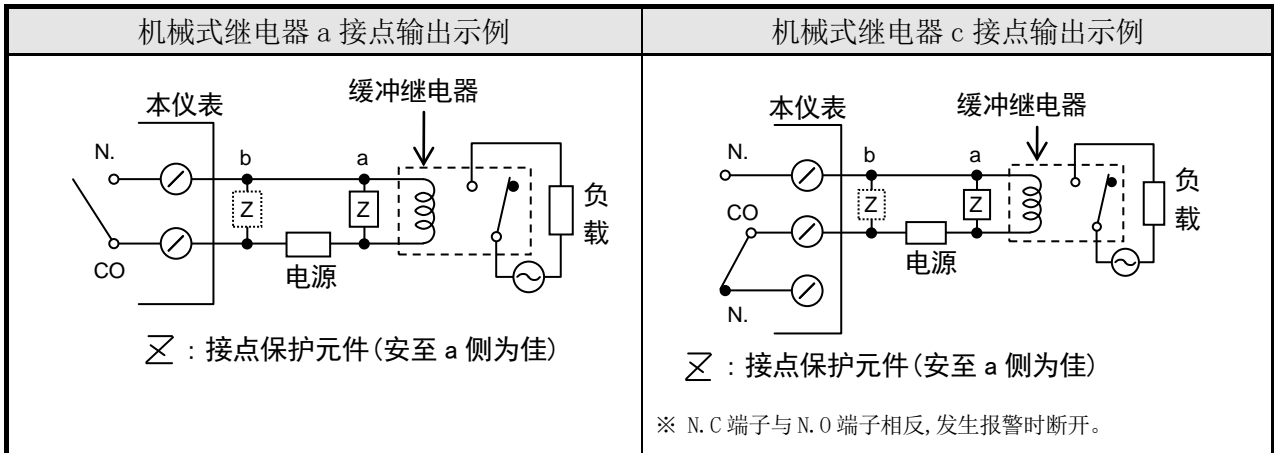 机械式继电器 a 接点输出示例
缓冲继电器
本仪表
N.
b
a
Z
Z
负
载
CO
电源
Z : 接点保护元件(安至 a 侧为佳)
机械式继电器 c 接点输出示例
缓冲继电器
本仪表
N.
b
a
Z
Z
负
载
CO
电源
N.
Z : 接点保护元件(安至 a 侧为佳)
※ N.C 端子与 N.O 端子相反,发生报警时断开。